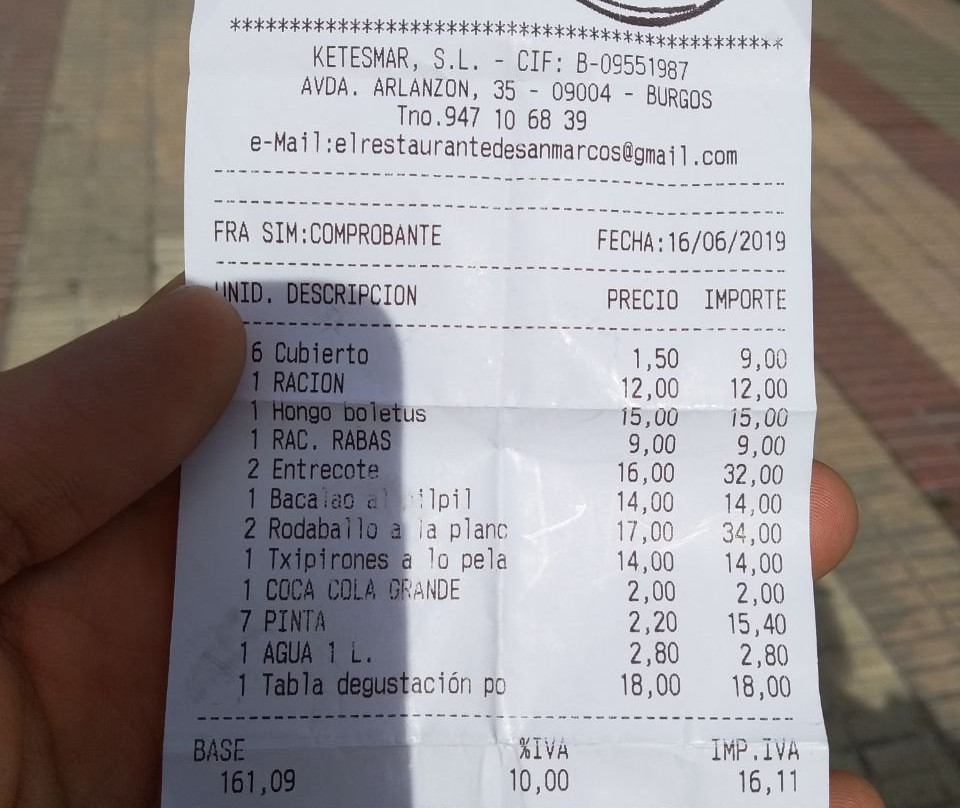 ********************************************
KETESMAR, S.L. - CIF: B-09551987
AVDA. ARLANZON, 35 - 09004 - BURGOS
Tno.947 10 68 39
e-Mail:elrestaurantedesanmarcos@gmail.com
FRA SIM:COMPROBANTE FECHA:16/06/2019
UNID. DESCRIPCION PRECIO IMPORTE
6 Cubierto 1,50 9,00
1 RACION 12,00 12,00
1 Hongo boletus 15,00 15,00
1 RAC. RABAS 9,00 9,00
2 Entrecote 16,00 32,00
1 Bacalao al pilpil 14,00 14,00
2 Rodaballo a la planc 17,00 34,00
1 Txipirones a lo pela 14,00 14,00
1 COCA COLA GRANDE 2,00 2,00
7 PINTA 2,20 15,40
1 AGUA 1 L. 2,80 2,80
1 Tabla degustación po 18,00 18,00
BASE %IVA IMP.IVA
161,09 10,00 16,11